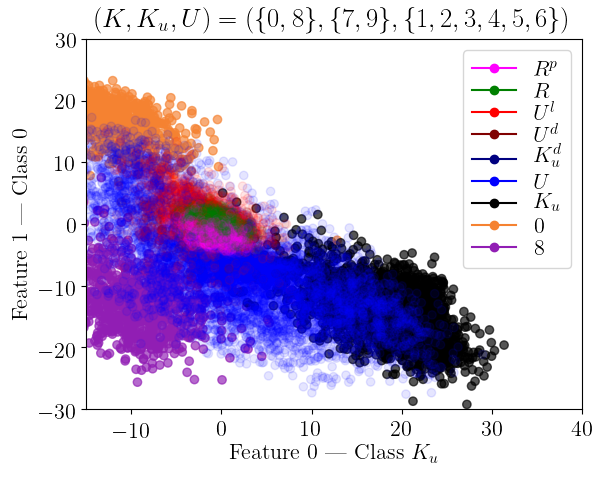 (K, K_u, U) = ({0, 8}, {7, 9}, {1, 2, 3, 4, 5, 6})
30
20
10
0
−10
−20
−30
Feature 1 — Class 0
R^p
R
U^l
U^d
K_u^d
U
K_u
0
8
−10
0
10
20
30
40
Feature 0 — Class K_u